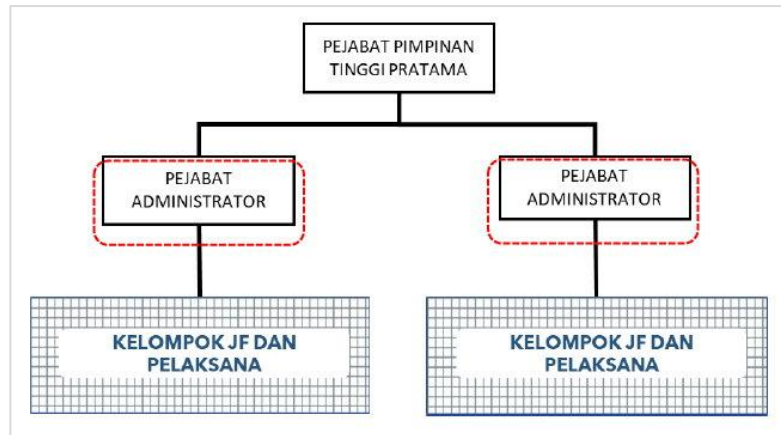 PEJABAT PIMPINAN
TINGGI PRATAMA
PEJABAT
ADMINISTRATOR
PEJABAT
ADMINISTRATOR
KELOMPOK JF DAN
PELAKSANA
KELOMPOK JF DAN
PELAKSANA